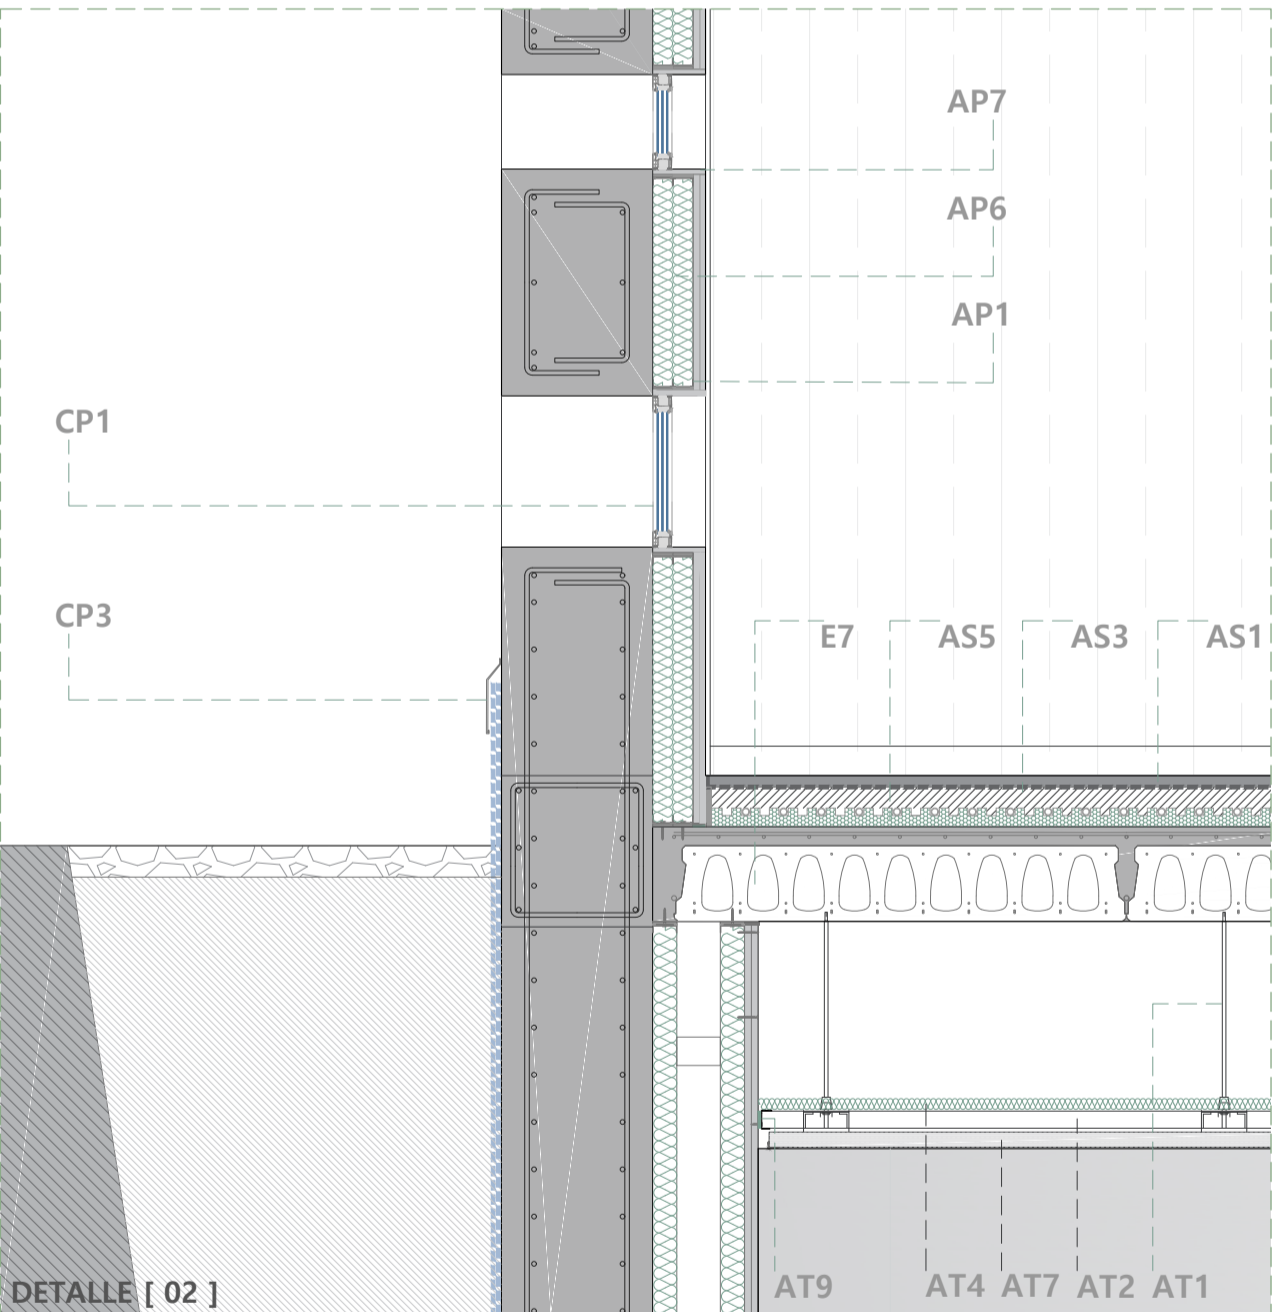 AP7
AP6
AP1
CP1
CP3
E7 AS5 AS3 AS1
DETALLE [ 02 ]
AT9 AT4 AT7 AT2 AT1